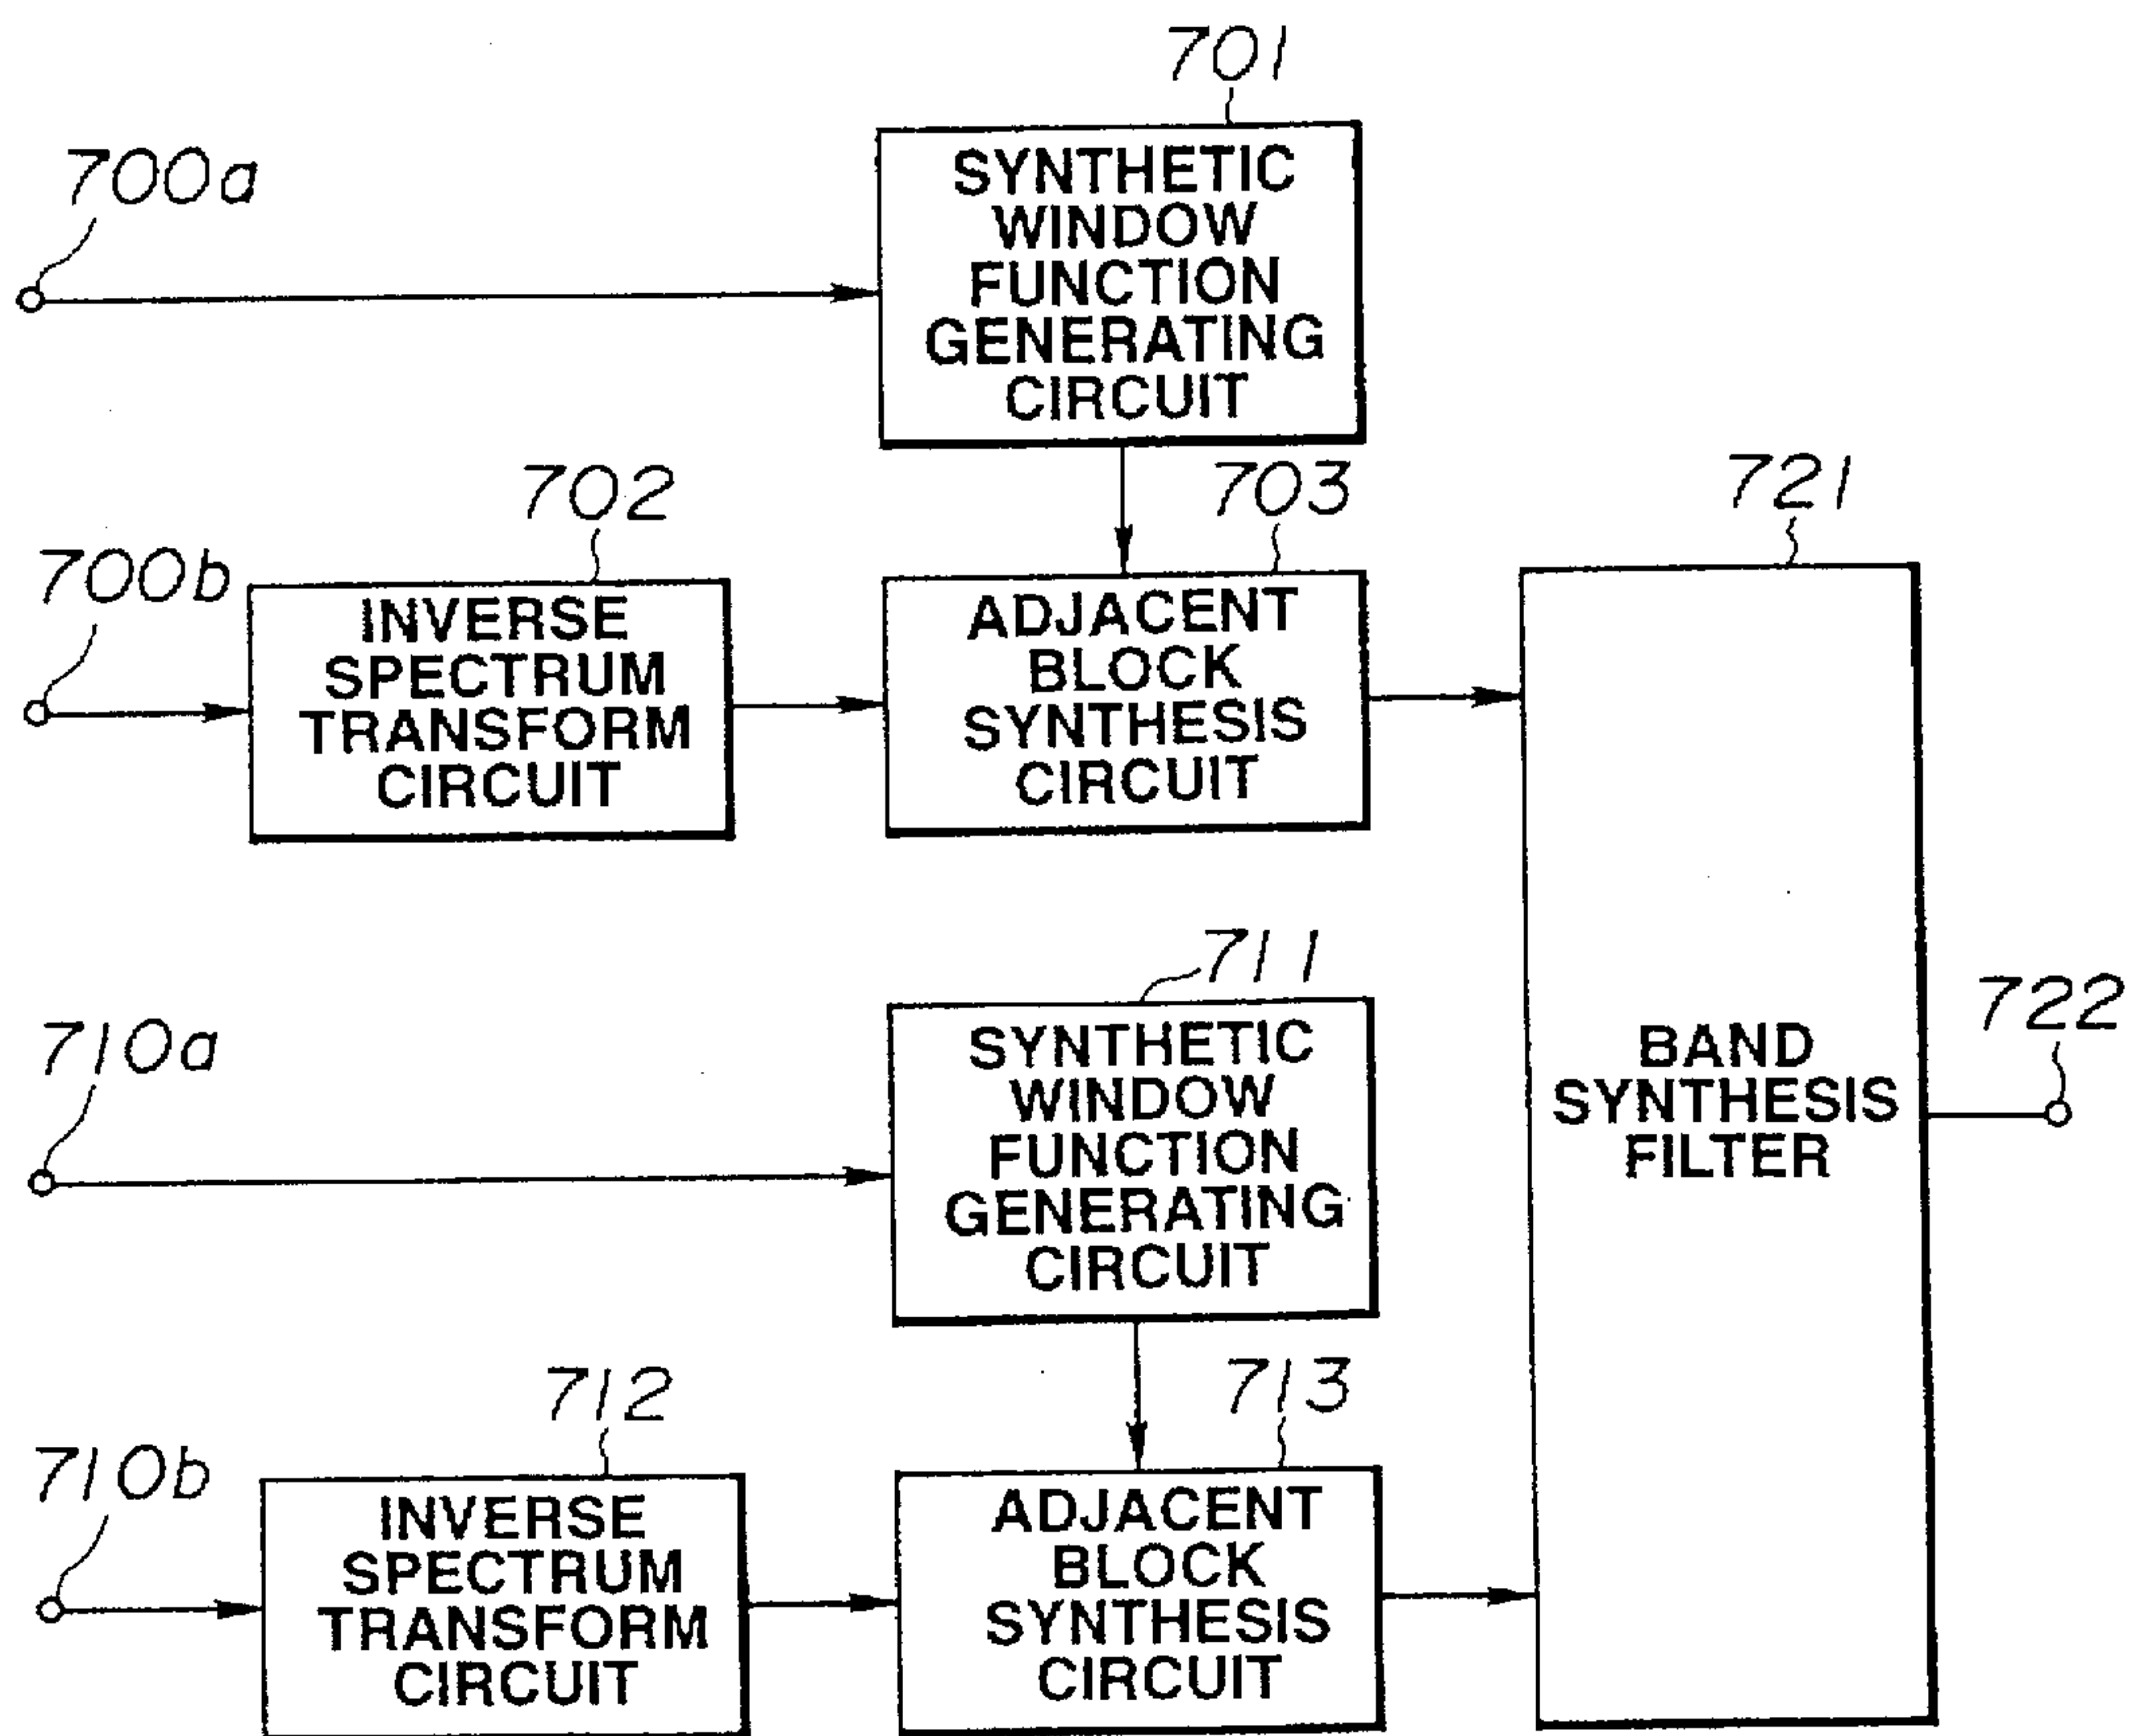 701
700a
SYNTHETIC
WINDOW
FUNCTION
GENERATING
CIRCUIT
702
703
721
700b
INVERSE
SPECTRUM
TRANSFORM
CIRCUIT
ADJACENT
BLOCK
SYNTHESIS
CIRCUIT
711
710a
SYNTHETIC
WINDOW
FUNCTION
GENERATING
CIRCUIT
722
BAND
SYNTHESIS
FILTER
712
713
710b
INVERSE
SPECTRUM
TRANSFORM
CIRCUIT
ADJACENT
BLOCK
SYNTHESIS
CIRCUIT